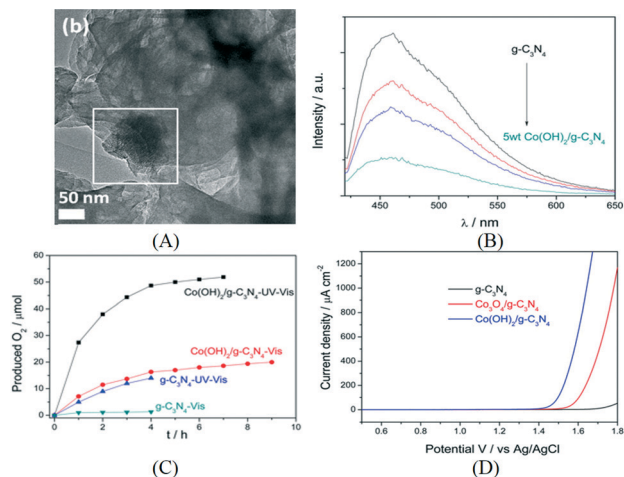 (b)
50 nm
(A)
Intensity / a.u.
g-C₃N₄
5wt Co(OH)₂/g-C₃N₄
450 500 550 600 650
λ / nm
(B)
Produced O₂ / μmol
60
50
40
30
20
10
0
Co(OH)₂/g-C₃N₄-UV-Vis
Co(OH)₂/g-C₃N₄-Vis
g-C₃N₄-UV-Vis
g-C₃N₄-Vis
0 2 4 6 8 10
t / h
(C)
Current density / μA cm⁻²
1200
1000
800
600
400
200
0
g-C₃N₄
Co₃O₄/g-C₃N₄
Co(OH)₂/g-C₃N₄
0.6 0.8 1.0 1.2 1.4 1.6 1.8
Potential V / vs Ag/AgCl
(D)